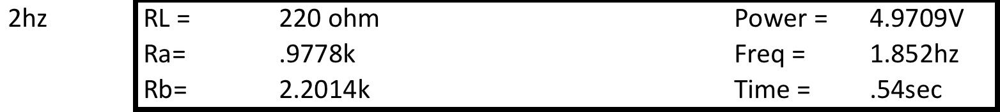 2hz RL = 220 ohm Power = 4.9709V
Ra= .9778k Freq = 1.852hz
Rb= 2.2014k Time = .54sec